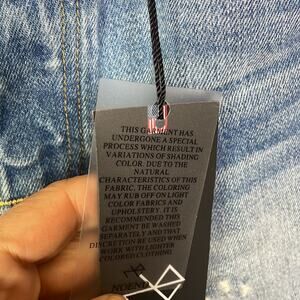 THIS GARMENT HAS
UNDERGONE A SPECIAL
PROCESS WHICH RESULT IN
VARIATIONS OF SHADING
COLOR. DUE TO THE
NATURAL
CHARACTERISTICS OF THIS
FABRIC, THE COLORING
MAY RUB OFF ON LIGHT
COLOR FABRICS AND
UPHOLSTERY. IT IS
RECOMMENDED THIS
GARMENT BE WASHED
SEPARATELY AND THAT
DISCRETION BE USED WHEN
WORK WITH LIGHTER
COLORED CLOTHING
NOEND